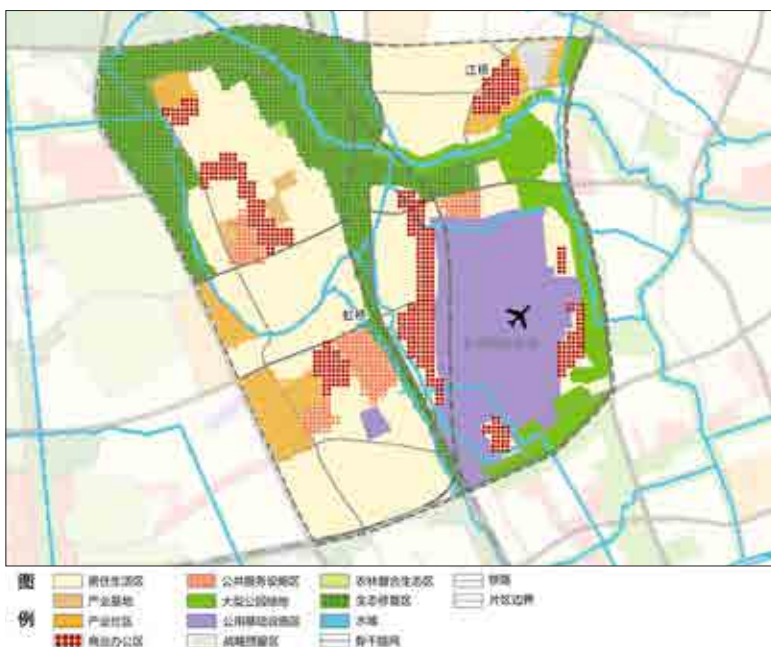 江桥
虹桥
图例
居住生活区
公共服务设施区
农林复合生态区
铁路
产业基地
大型公园绿地
生态修复区
片区边界
产业社区
公用基础设施区
水域
商业办公区
战略预留区
骨干路网